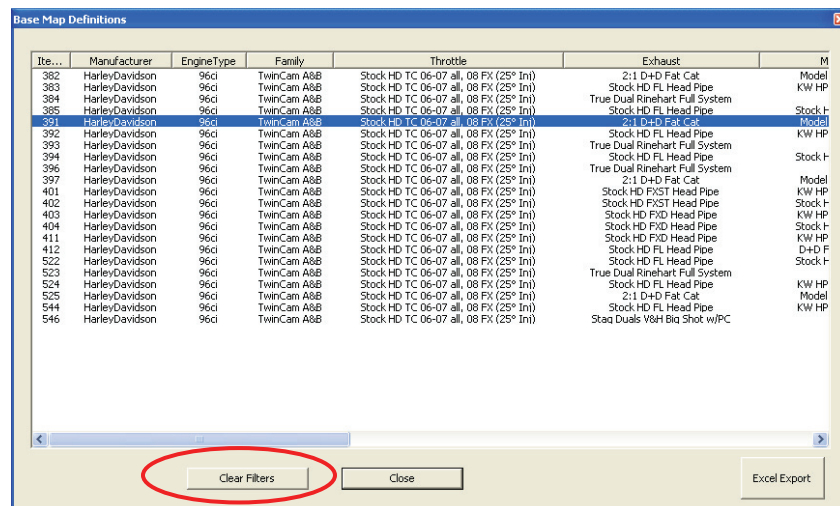 Base Map Definitions
Ite... Manufacturer EngineType Family Throttle Exhaust M
382 HarleyDavidson 96ci TwinCam A&B Stock HD TC 06-07 all, 08 FX (25° Inj) 2:1 D+D Fat Cat Model
383 HarleyDavidson 96ci TwinCam A&B Stock HD TC 06-07 all, 08 FX (25° Inj) Stock HD FL Head Pipe KW HP
384 HarleyDavidson 96ci TwinCam A&B Stock HD TC 06-07 all, 08 FX (25° Inj) True Dual Rinehart Full System
385 HarleyDavidson 96ci TwinCam A&B Stock HD TC 06-07 all, 08 FX (25° Inj) Stock HD FL Head Pipe Stock H
391 HarleyDavidson 96ci TwinCam A&B Stock HD TC 06-07 all, 08 FX (25° Inj) 2:1 D+D Fat Cat Model
392 HarleyDavidson 96ci TwinCam A&B Stock HD TC 06-07 all, 08 FX (25° Inj) Stock HD FL Head Pipe KW HP
393 HarleyDavidson 96ci TwinCam A&B Stock HD TC 06-07 all, 08 FX (25° Inj) True Dual Rinehart Full System
394 HarleyDavidson 96ci TwinCam A&B Stock HD TC 06-07 all, 08 FX (25° Inj) Stock HD FL Head Pipe Stock H
396 HarleyDavidson 96ci TwinCam A&B Stock HD TC 06-07 all, 08 FX (25° Inj) True Dual Rinehart Full System
397 HarleyDavidson 96ci TwinCam A&B Stock HD TC 06-07 all, 08 FX (25° Inj) 2:1 D+D Fat Cat Model
401 HarleyDavidson 96ci TwinCam A&B Stock HD TC 06-07 all, 08 FX (25° Inj) Stock HD FXST Head Pipe KW HP
402 HarleyDavidson 96ci TwinCam A&B Stock HD TC 06-07 all, 08 FX (25° Inj) Stock HD FXST Head Pipe Stock H
403 HarleyDavidson 96ci TwinCam A&B Stock HD TC 06-07 all, 08 FX (25° Inj) Stock HD FXD Head Pipe KW HP
404 HarleyDavidson 96ci TwinCam A&B Stock HD TC 06-07 all, 08 FX (25° Inj) Stock HD FXD Head Pipe Stock H
411 HarleyDavidson 96ci TwinCam A&B Stock HD TC 06-07 all, 08 FX (25° Inj) Stock HD FXD Head Pipe KW HP
412 HarleyDavidson 96ci TwinCam A&B Stock HD TC 06-07 all, 08 FX (25° Inj) Stock HD FL Head Pipe D+D F
522 HarleyDavidson 96ci TwinCam A&B Stock HD TC 06-07 all, 08 FX (25° Inj) Stock HD FL Head Pipe Stock H
523 HarleyDavidson 96ci TwinCam A&B Stock HD TC 06-07 all, 08 FX (25° Inj) True Dual Rinehart Full System
524 HarleyDavidson 96ci TwinCam A&B Stock HD TC 06-07 all, 08 FX (25° Inj) Stock HD FL Head Pipe KW HP
525 HarleyDavidson 96ci TwinCam A&B Stock HD TC 06-07 all, 08 FX (25° Inj) 2:1 D+D Fat Cat Model
544 HarleyDavidson 96ci TwinCam A&B Stock HD TC 06-07 all, 08 FX (25° Inj) Stock HD FL Head Pipe KW HP
546 HarleyDavidson 96ci TwinCam A&B Stock HD TC 06-07 all, 08 FX (25° Inj) Stag Duals V&H Big Shot w/PC
Clear Filters Close Excel Export